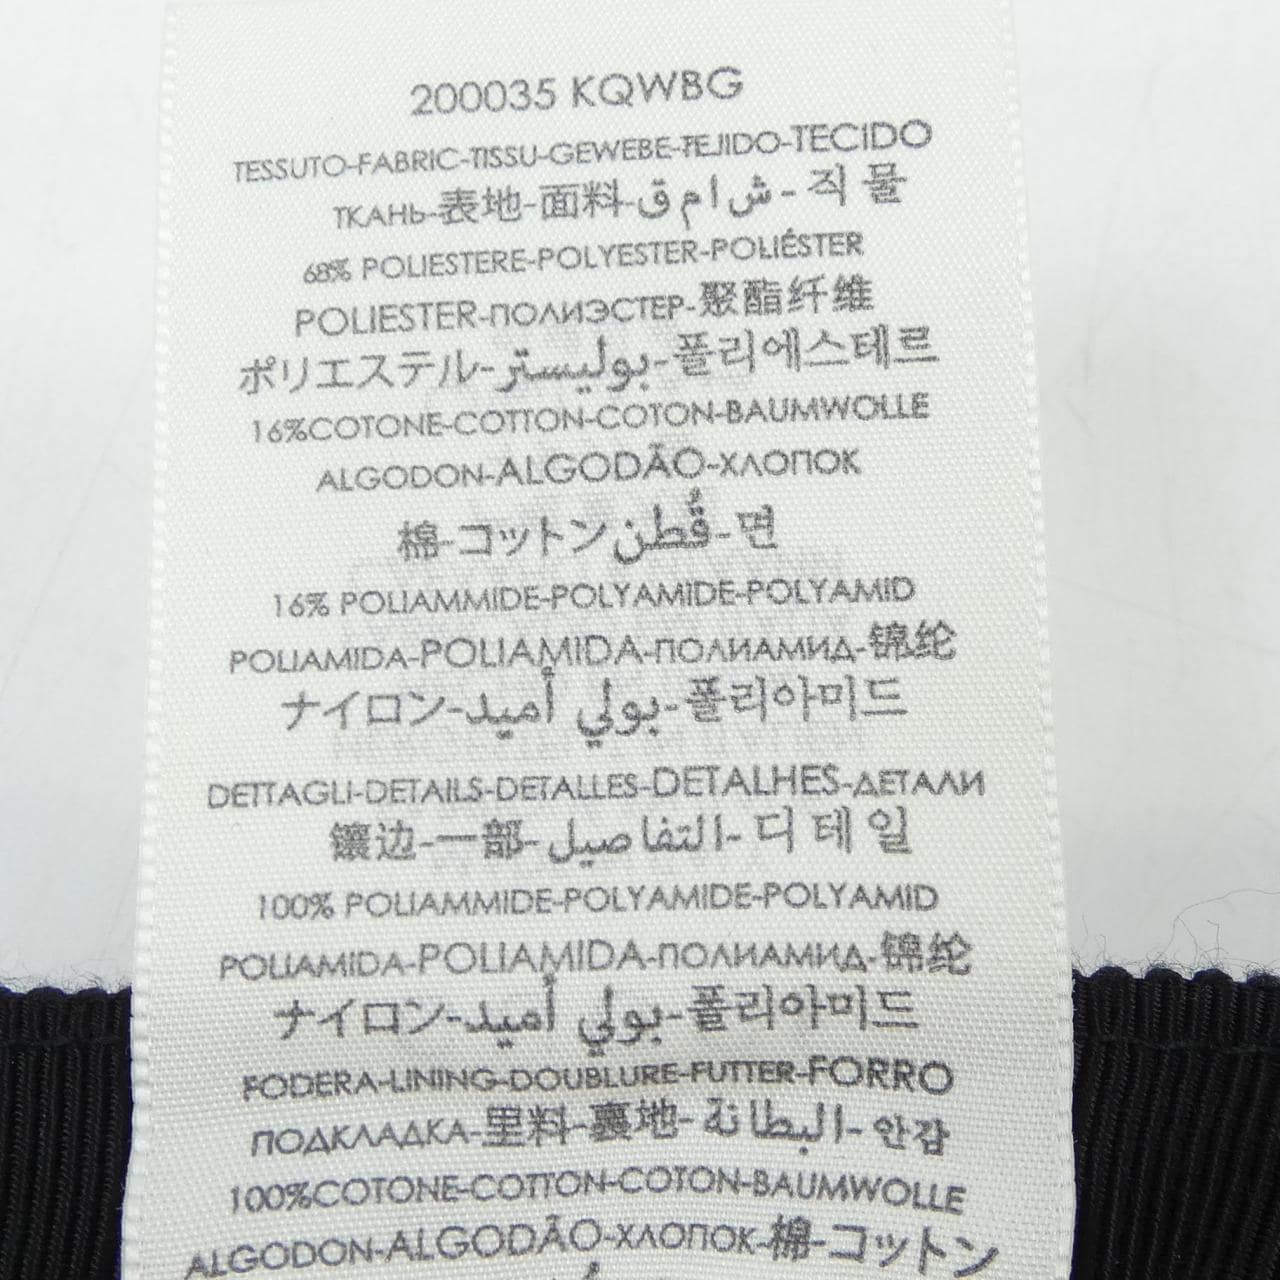 200035 KQWBG
TESSUTO-FABRIC-TISSU-GEWEBE-TEJIDO-TECIDO
ТКАНЬ-表地-面料-ش ا م ق-직 물
68% POLIESTERE-POLYESTER-POLIÉSTER
POLIESTER-ПОЛИЭСТЕР-聚酯纤维
ポリエステル-بوليستر-폴리에스테르
16%COTONE-COTTON-COTON-BAUMWOLLE
ALGODON-ALGODÃO-ХЛОПОК
棉-コットンقُطن-면
16% POLIAMMIDE-POLYAMIDE-POLYAMID
POLIAMIDA-POLIAMIDA-ПОЛИАМИД-锦纶
ナイロン-بولي أميد-폴리아미드
DETTAGLI-DETAILS-DETALLES-DETALHES-ДЕТАЛИ
镶边-一部-التفاصيل-디 테 일
100% POLIAMMIDE-POLYAMIDE-POLYAMID
POLIAMIDA-POLIAMIDA-ПОЛИАМИД-锦纶
ナイロン-بولي أميد-폴리아미드
FODERA-LINING-DOUBLURE-FUTTER-FORRO
ПОДКЛАДКА-里料-裏地-البطانة-안감
100%COTONE-COTTON-COTON-BAUMWOLLE
ALGODON-ALGODÃO-ХЛОПОК-棉-コットン